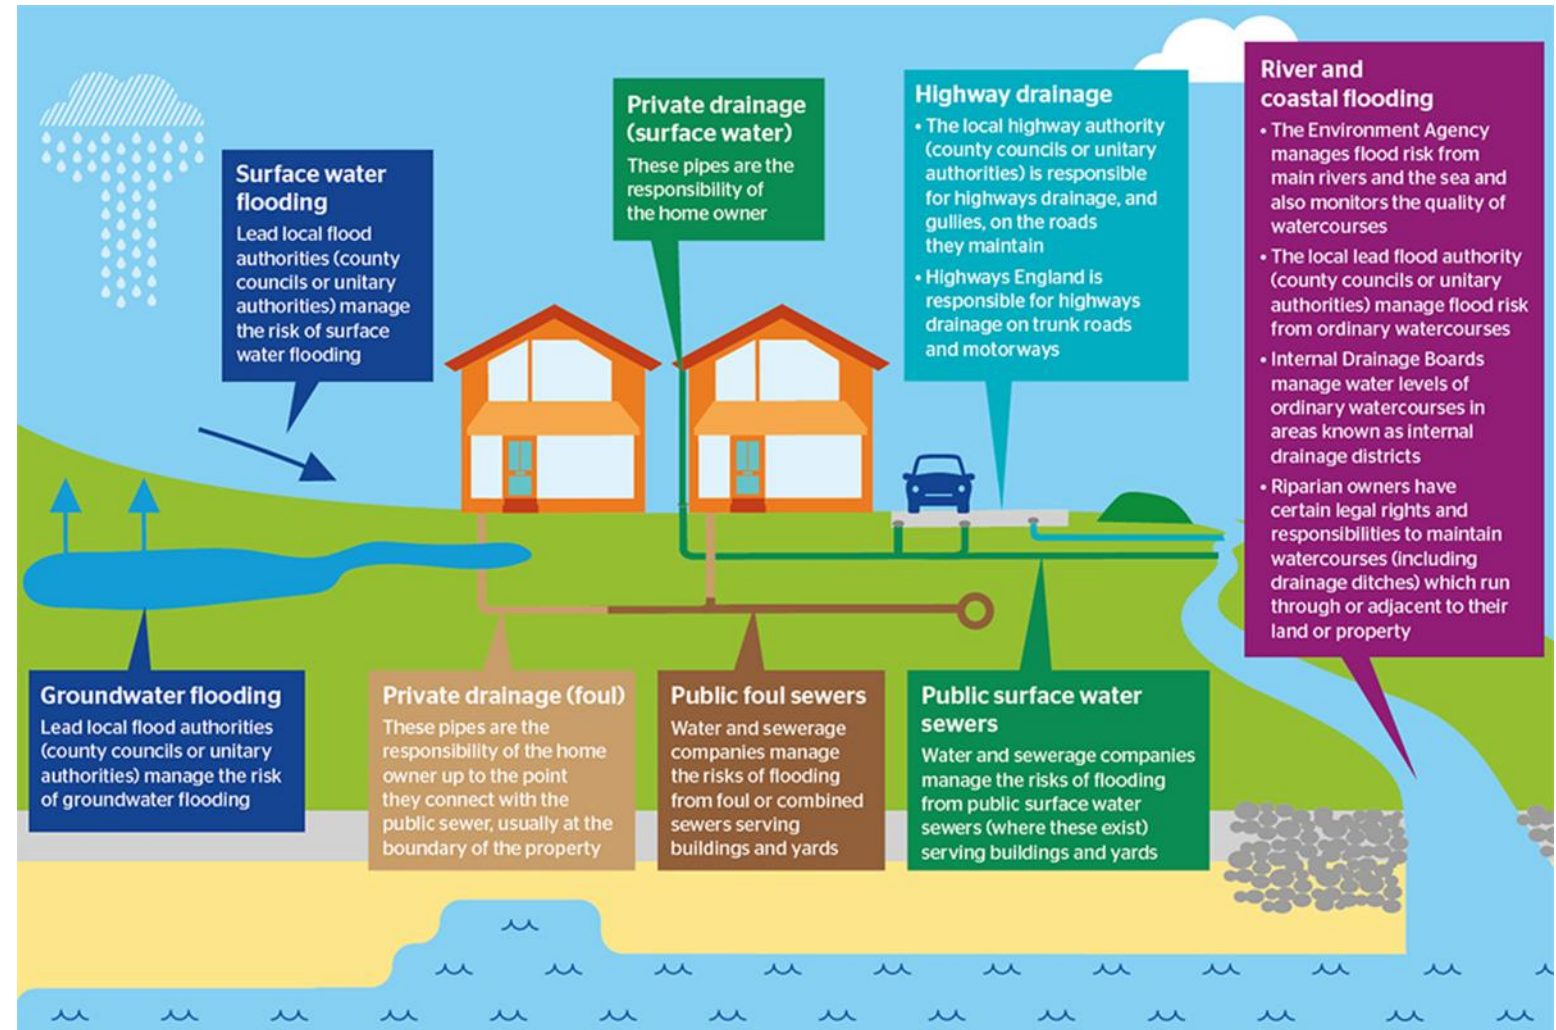 Surface water
flooding
Lead local flood
authorities (county
councils or unitary
authorities) manage
the risk of surface
water flooding
Private drainage
(surface water)
These pipes are the
responsibility of
the home owner
Highway drainage
• The local highway authority
(county councils or unitary
authorities) is responsible
for highways drainage, and
gullies, on the roads
they maintain
• Highways England is
responsible for highways
drainage on trunk roads
and motorways
River and
coastal flooding
• The Environment Agency
manages flood risk from
main rivers and the sea and
also monitors the quality of
watercourses
• The local lead flood authority
(county councils or unitary
authorities) manage flood risk
from ordinary watercourses
• Internal Drainage Boards
manage water levels of
ordinary watercourses in
areas known as internal
drainage districts
• Riparian owners have
certain legal rights and
responsibilities to maintain
watercourses (including
drainage ditches) which run
through or adjacent to their
land or property
Groundwater flooding
Lead local flood authorities
(county councils or unitary
authorities) manage the risk
of groundwater flooding
Private drainage (foul)
These pipes are the
responsibility of the home
owner up to the point
they connect with the
public sewer, usually at the
boundary of the property
Public foul sewers
Water and sewerage
companies manage
the risks of flooding
from foul or combined
sewers serving
buildings and yards
Public surface water
sewers
Water and sewerage companies
manage the risks of flooding
from public surface water
sewers (where these exist)
serving buildings and yards